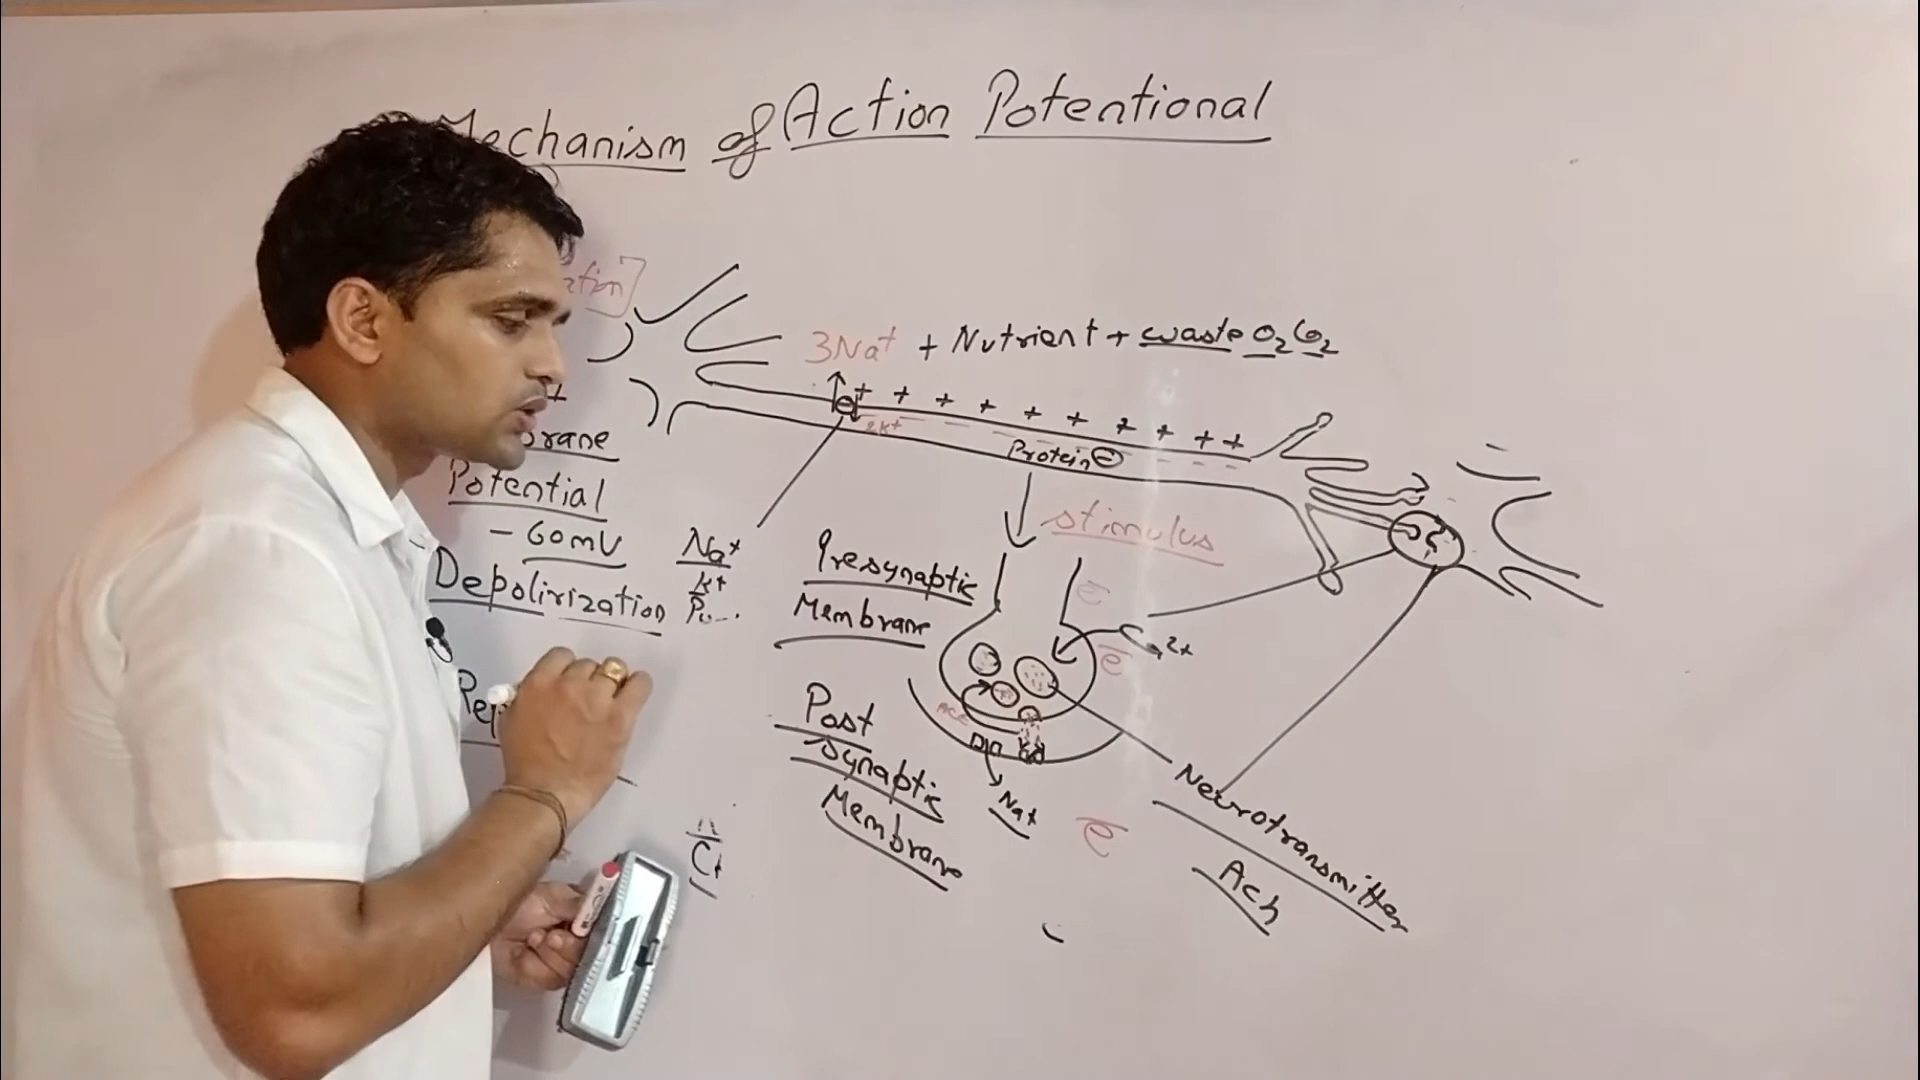 Mechanism of Action Potentional
3Na+ + Nutrient + waste O2 CO2
+ + + + + + + + + +
2K+
Protein ⊖
Potential
- 60mV
Depolirization
Na+
K+
stimulus
Presynaptic
Membrane
e
Ca2+
e
Post
Synaptic
Membrane
Na+
e
Neurotransmitter
Ach